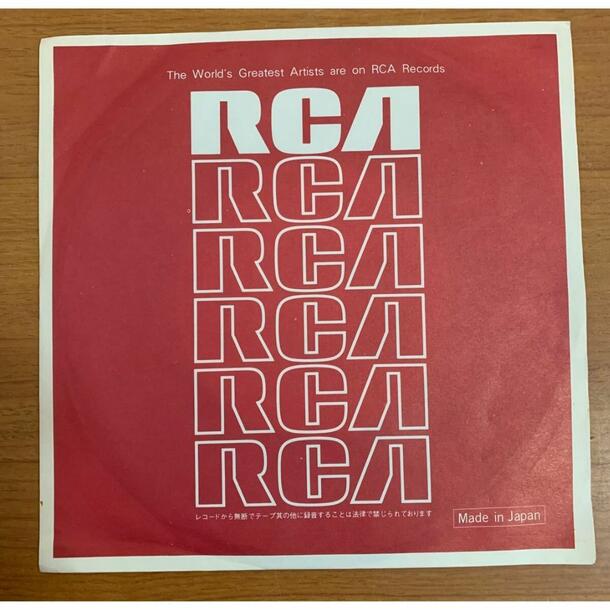 The World's Greatest Artists are on RCA Records
RCA
RCA
RCA
RCA
RCA
RCA
レコードから無断でテープ其の他に録音することは法律で禁じられております
Made in Japan